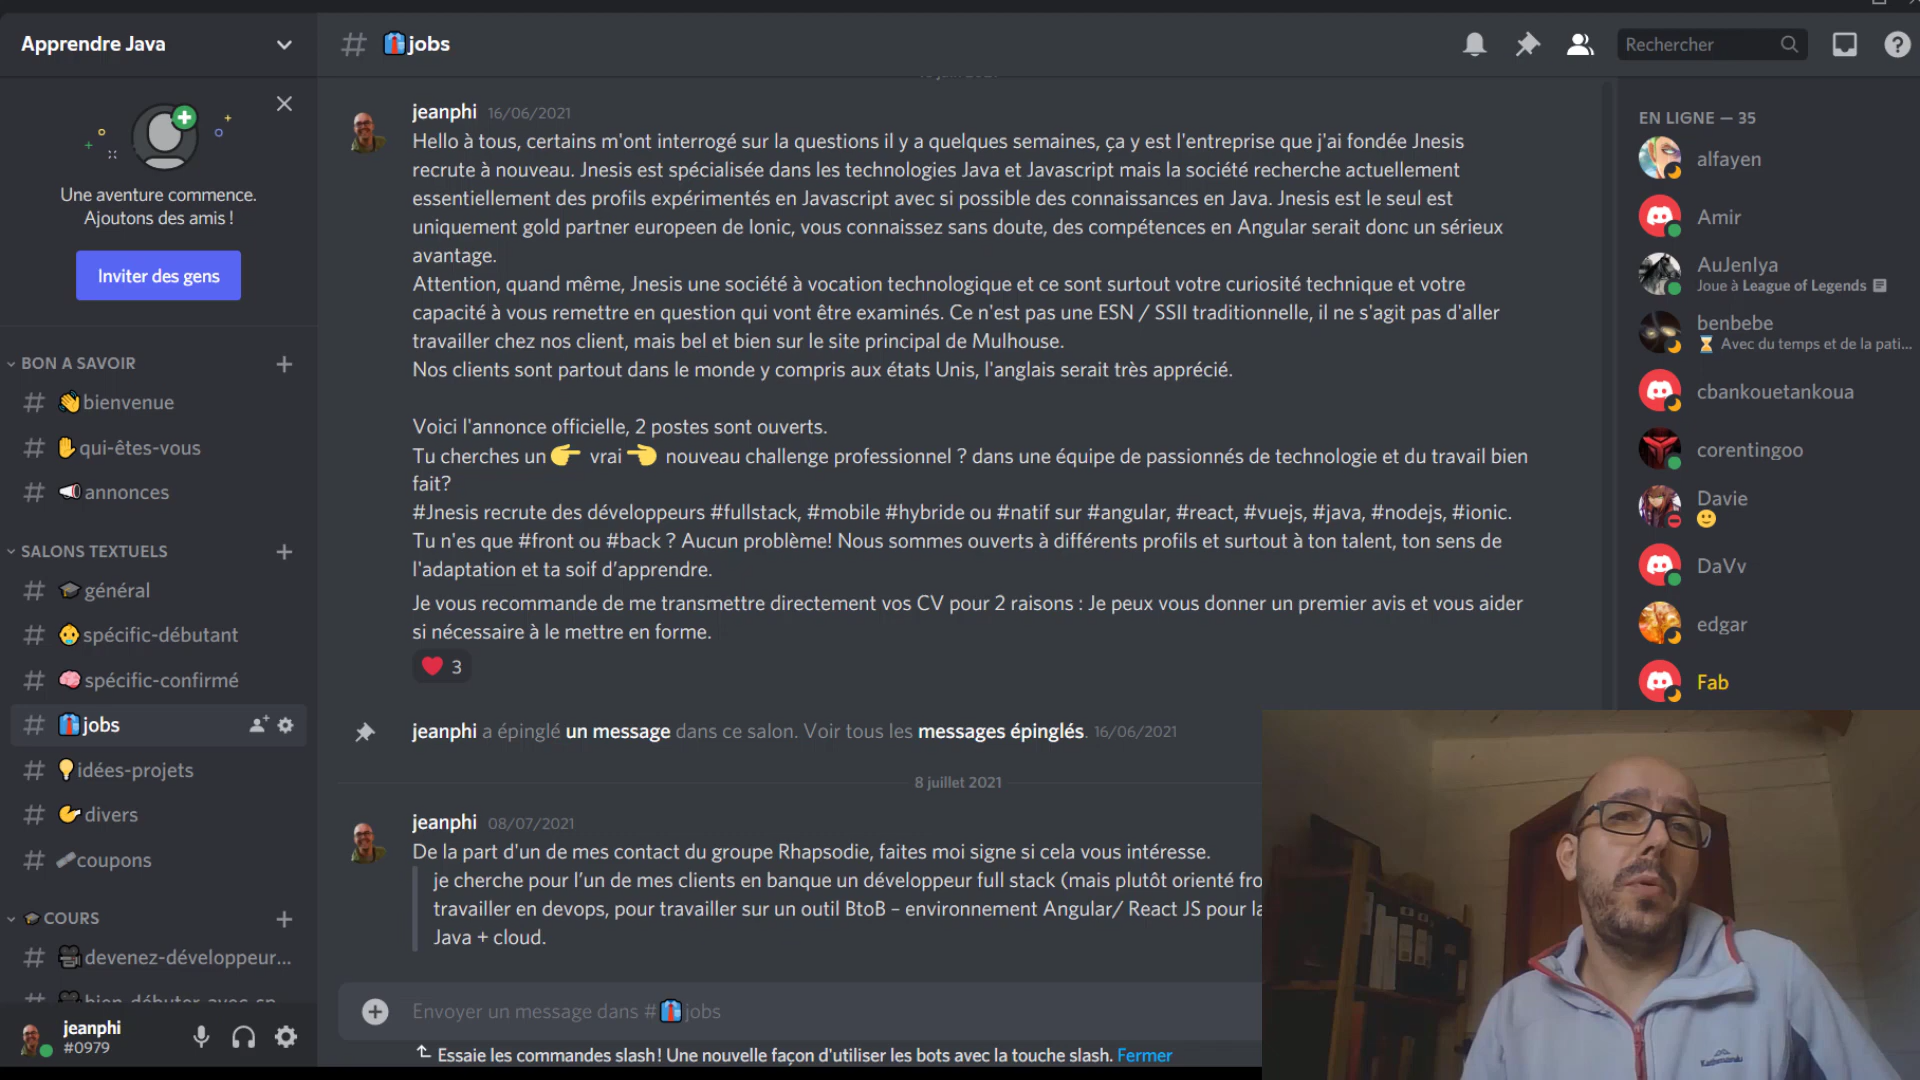 Apprendre Java
Une aventure commence.
Ajoutons des amis !
Inviter des gens
BON A SAVOIR
# 👋bienvenue
# ✋qui-êtes-vous
# 📢annonces
SALONS TEXTUELS
# 🎓général
# 👶spécific-débutant
# 🧠spécific-confirmé
# 👔jobs
# 💡idées-projets
# divers
# coupons
🎓COURS
# 🎥devenez-développeur...
jeanphi
#0979
# 👔jobs
Rechercher
jeanphi 16/06/2021
Hello à tous, certains m'ont interrogé sur la questions il y a quelques semaines, ça y est l'entreprise que j'ai fondée Jnesis
recrute à nouveau. Jnesis est spécialisée dans les technologies Java et Javascript mais la société recherche actuellement
essentiellement des profils expérimentés en Javascript avec si possible des connaissances en Java. Jnesis est le seul est
uniquement gold partner europeen de Ionic, vous connaissez sans doute, des compétences en Angular serait donc un sérieux
avantage.
Attention, quand même, Jnesis une société à vocation technologique et ce sont surtout votre curiosité technique et votre
capacité à vous remettre en question qui vont être examinés. Ce n'est pas une ESN / SSII traditionnelle, il ne s'agit pas d'aller
travailler chez nos client, mais bel et bien sur le site principal de Mulhouse.
Nos clients sont partout dans le monde y compris aux états Unis, l'anglais serait très apprécié.
Voici l'annonce officielle, 2 postes sont ouverts.
Tu cherches un 👉 vrai 👈 nouveau challenge professionnel ? dans une équipe de passionnés de technologie et du travail bien
fait?
#Jnesis recrute des développeurs #fullstack, #mobile #hybride ou #natif sur #angular, #react, #vuejs, #java, #nodejs, #ionic.
Tu n'es que #front ou #back ? Aucun problème! Nous sommes ouverts à différents profils et surtout à ton talent, ton sens de
l'adaptation et ta soif d’apprendre.
Je vous recommande de me transmettre directement vos CV pour 2 raisons : Je peux vous donner un premier avis et vous aider
si nécessaire à le mettre en forme.
❤️ 3
jeanphi a épinglé un message dans ce salon. Voir tous les messages épinglés. 16/06/2021
8 juillet 2021
jeanphi 08/07/2021
De la part d'un de mes contact du groupe Rhapsodie, faites moi signe si cela vous intéresse.
je cherche pour l’un de mes clients en banque un développeur full stack (mais plutôt orienté fro
travailler en devops, pour travailler sur un outil BtoB – environnement Angular/ React JS pour la
Java + cloud.
Envoyer un message dans #👔jobs
Essaie les commandes slash! Une nouvelle façon d'utiliser les bots avec la touche slash. Fermer
EN LIGNE — 35
alfayen
Amir
AuJenlya
Joue à League of Legends
benbebe
⌛ Avec du temps et de la pati...
cbankouetankoua
corentingoo
Davie
🙂
DaVv
edgar
Fab
Kathmandu